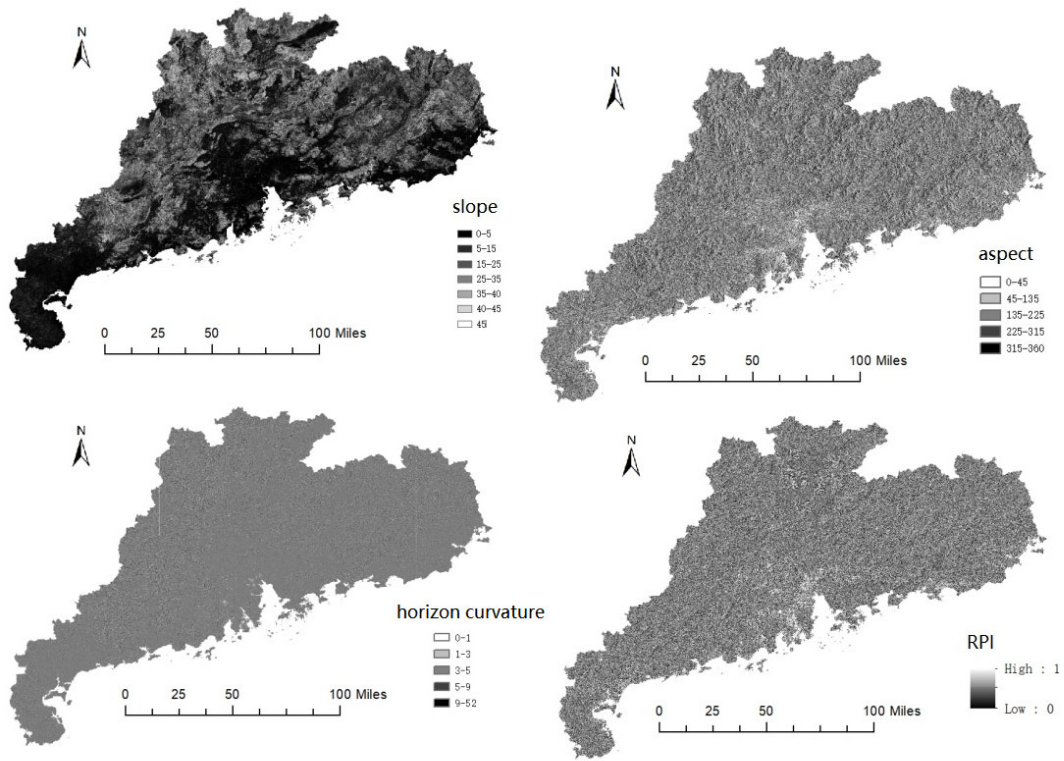 N
slope
0-5
5-15
15-25
25-35
35-40
40-45
45
0 25 50 100 Miles
N
aspect
0-45
45-135
135-225
225-315
315-360
0 25 50 100 Miles
N
horizon curvature
0-1
1-3
3-5
5-9
9-52
0 25 50 100 Miles
N
RPI
High : 1
Low : 0
0 25 50 100 Miles